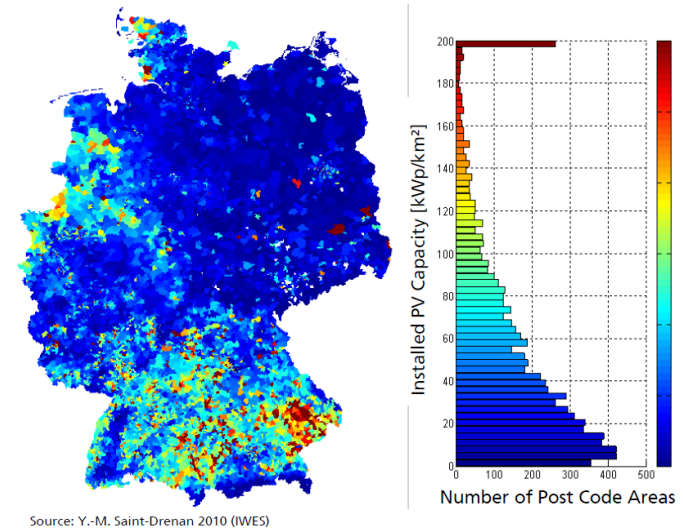 200
180
160
140
120
100
80
60
40
20
0
Installed PV Capacity [kWp/km²]
0 100 200 300 400 500
Number of Post Code Areas
Source: Y.-M. Saint-Drenan 2010 (IWES)